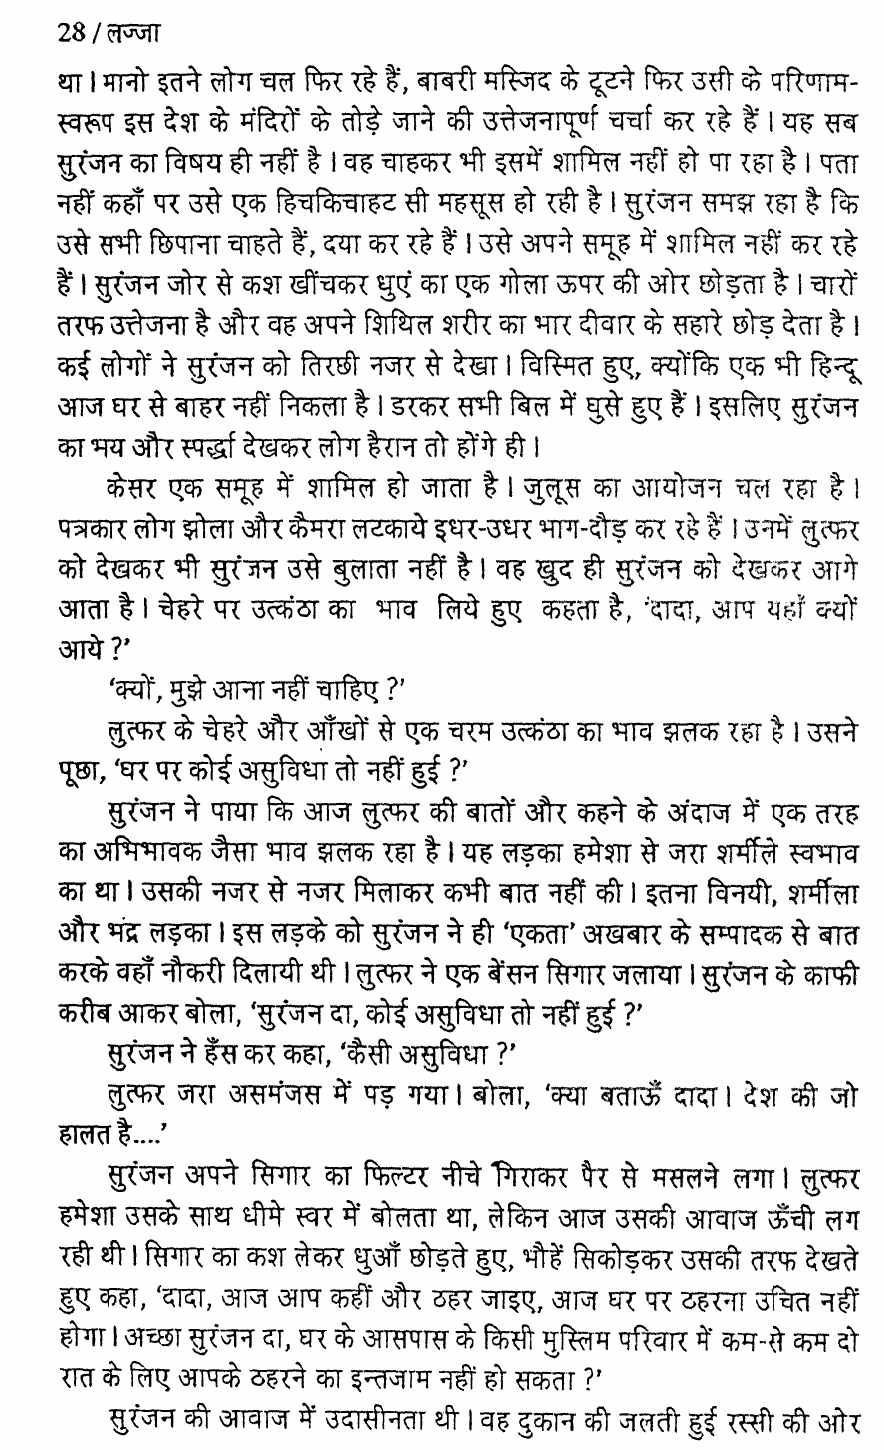 28 / लज्जा
था। मानो इतने लोग चल फिर रहे हैं, बाबरी मस्जिद के टूटने फिर उसी के परिणाम-
स्वरूप इस देश के मंदिरों के तोड़े जाने की उत्तेजनापूर्ण चर्चा कर रहे हैं। यह सब
सुरंजन का विषय ही नहीं है। वह चाहकर भी इसमें शामिल नहीं हो पा रहा है। पता
नहीं कहाँ पर उसे एक हिचकिचाहट सी महसूस हो रही है। सुरंजन समझ रहा है कि
उसे सभी छिपाना चाहते हैं, दया कर रहे हैं। उसे अपने समूह में शामिल नहीं कर रहे
हैं। सुरंजन जोर से कश खींचकर धुएं का एक गोला ऊपर की ओर छोड़ता है। चारों
तरफ उत्तेजना है और वह अपने शिथिल शरीर का भार दीवार के सहारे छोड़ देता है।
कई लोगों ने सुरंजन को तिरछी नजर से देखा। विस्मित हुए, क्योंकि एक भी हिन्दू
आज घर से बाहर नहीं निकला है। डरकर सभी बिल में घुसे हुए हैं। इसलिए सुरंजन
का भय और स्पर्द्धा देखकर लोग हैरान तो होंगे ही।
केसर एक समूह में शामिल हो जाता है। जुलूस का आयोजन चल रहा है।
पत्रकार लोग झोला और कैमरा लटकाये इधर-उधर भाग-दौड़ कर रहे हैं। उनमें लुत्फर
को देखकर भी सुरंजन उसे बुलाता नहीं है। वह खुद ही सुरंजन को देखकर आगे
आता है। चेहरे पर उत्कंठा का भाव लिये हुए कहता है, ‘दादा, आप यहाँ क्यों
आये ?’
‘क्यों, मुझे आना नहीं चाहिए ?’
लुत्फर के चेहरे और आँखों से एक चरम उत्कंठा का भाव झलक रहा है। उसने
पूछा, ‘घर पर कोई असुविधा तो नहीं हुई ?’
सुरंजन ने पाया कि आज लुत्फर की बातों और कहने के अंदाज में एक तरह
का अभिभावक जैसा भाव झलक रहा है। यह लड़का हमेशा से जरा शर्मीले स्वभाव
का था। उसकी नजर से नजर मिलाकर कभी बात नहीं की। इतना विनयी, शर्मीला
और भद्र लड़का। इस लड़के को सुरंजन ने ही ‘एकता’ अखबार के सम्पादक से बात
करके वहाँ नौकरी दिलायी थी। लुत्फर ने एक बेंसन सिगार जलाया। सुरंजन के काफी
करीब आकर बोला, ‘सुरंजन दा, कोई असुविधा तो नहीं हुई ?’
सुरंजन ने हँस कर कहा, ‘कैसी असुविधा ?’
लुत्फर जरा असमंजस में पड़ गया। बोला, ‘क्या बताऊँ दादा। देश की जो
हालत है....’
सुरंजन अपने सिगार का फिल्टर नीचे गिराकर पैर से मसलने लगा। लुत्फर
हमेशा उसके साथ धीमे स्वर में बोलता था, लेकिन आज उसकी आवाज ऊँची लग
रही थी। सिगार का कश लेकर धुआँ छोड़ते हुए, भौहें सिकोड़कर उसकी तरफ देखते
हुए कहा, ‘दादा, आज आप कहीं और ठहर जाइए, आज घर पर ठहरना उचित नहीं
होगा। अच्छा सुरंजन दा, घर के आसपास के किसी मुस्लिम परिवार में कम-से कम दो
रात के लिए आपके ठहरने का इन्तजाम नहीं हो सकता ?’
सुरंजन की आवाज में उदासीनता थी। वह दुकान की जलती हुई रस्सी की ओर